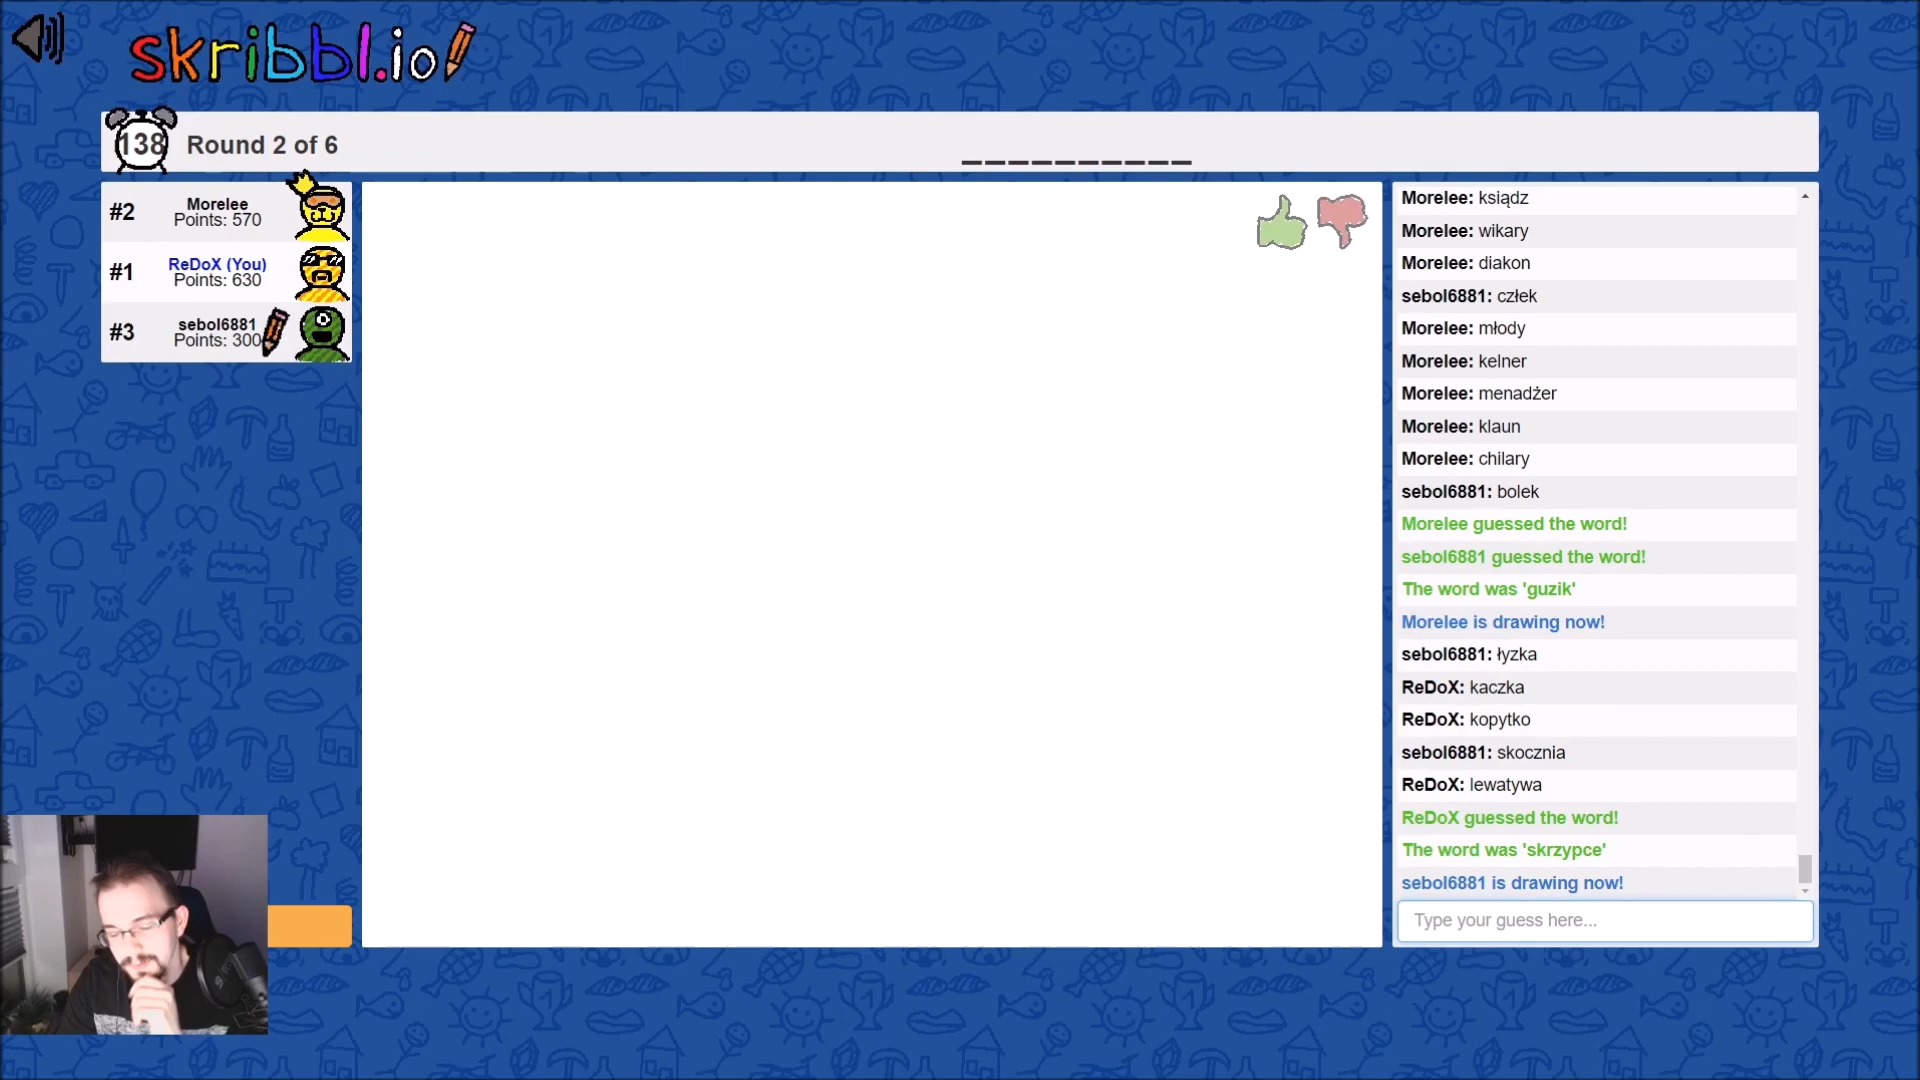 skribbl.io
138
Round 2 of 6
__________
#2
Morelee
Points: 570
#1
ReDoX (You)
Points: 630
#3
sebol6881
Points: 300
Morelee: ksiądz
Morelee: wikary
Morelee: diakon
sebol6881: człek
Morelee: młody
Morelee: kelner
Morelee: menadżer
Morelee: klaun
Morelee: chilary
sebol6881: bolek
Morelee guessed the word!
sebol6881 guessed the word!
The word was 'guzik'
Morelee is drawing now!
sebol6881: łyzka
ReDoX: kaczka
ReDoX: kopytko
sebol6881: skocznia
ReDoX: lewatywa
ReDoX guessed the word!
The word was 'skrzypce'
sebol6881 is drawing now!
Type your guess here...